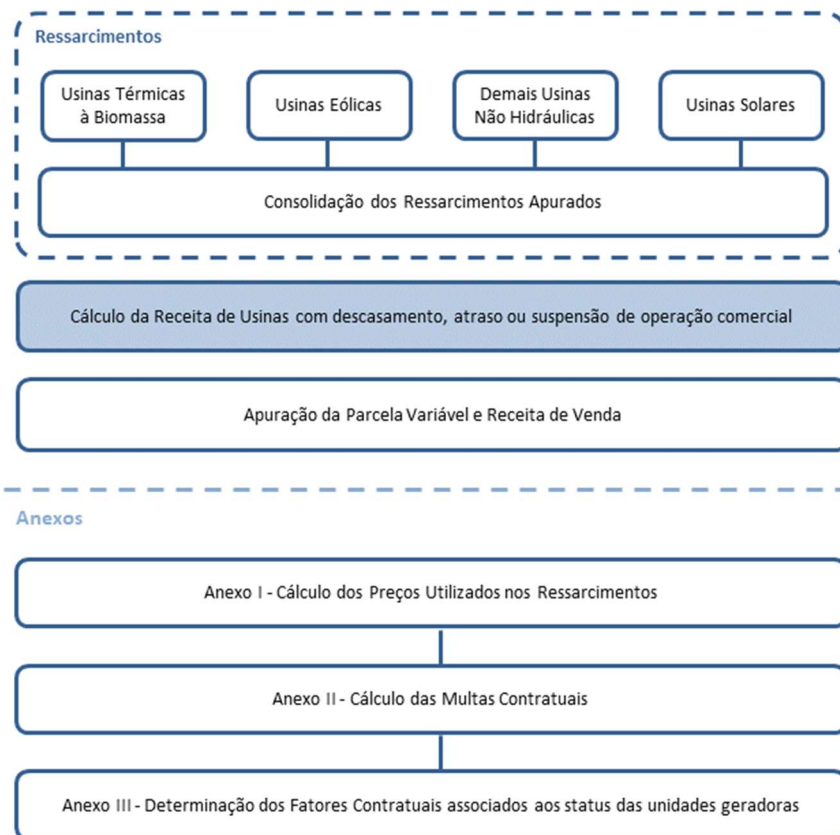 Ressarcimentos
Usinas Térmicas
à Biomassa
Usinas Eólicas
Demais Usinas
Não Hidráulicas
Usinas Solares
Consolidação dos Ressarcimentos Apurados
Cálculo da Receita de Usinas com descasamento, atraso ou suspensão de operação comercial
Apuração da Parcela Variável e Receita de Venda
Anexos
Anexo I - Cálculo dos Preços Utilizados nos Ressarcimentos
Anexo II - Cálculo das Multas Contratuais
Anexo III - Determinação dos Fatores Contratuais associados aos status das unidades geradoras